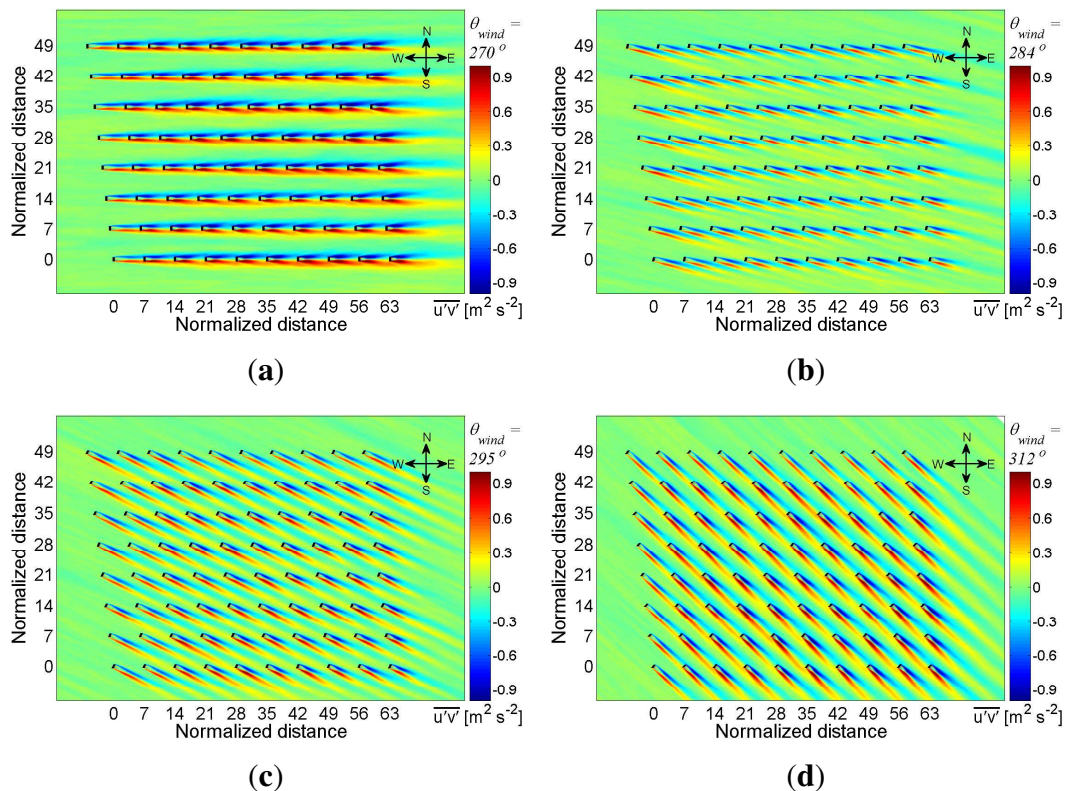 θwind =
270 °
N
W E
S
0.9
0.6
0.3
0
-0.3
-0.6
-0.9
u'v' [m² s⁻²]
49
42
35
28
21
14
7
0
Normalized distance
0 7 14 21 28 35 42 49 56 63
Normalized distance
(a)
θwind =
284 °
N
W E
S
0.9
0.6
0.3
0
-0.3
-0.6
-0.9
u'v' [m² s⁻²]
49
42
35
28
21
14
7
0
Normalized distance
0 7 14 21 28 35 42 49 56 63
Normalized distance
(b)
θwind =
295 °
N
W E
S
0.9
0.6
0.3
0
-0.3
-0.6
-0.9
u'v' [m² s⁻²]
49
42
35
28
21
14
7
0
Normalized distance
0 7 14 21 28 35 42 49 56 63
Normalized distance
(c)
θwind =
312 °
N
W E
S
0.9
0.6
0.3
0
-0.3
-0.6
-0.9
u'v' [m² s⁻²]
49
42
35
28
21
14
7
0
Normalized distance
0 7 14 21 28 35 42 49 56 63
Normalized distance
(d)